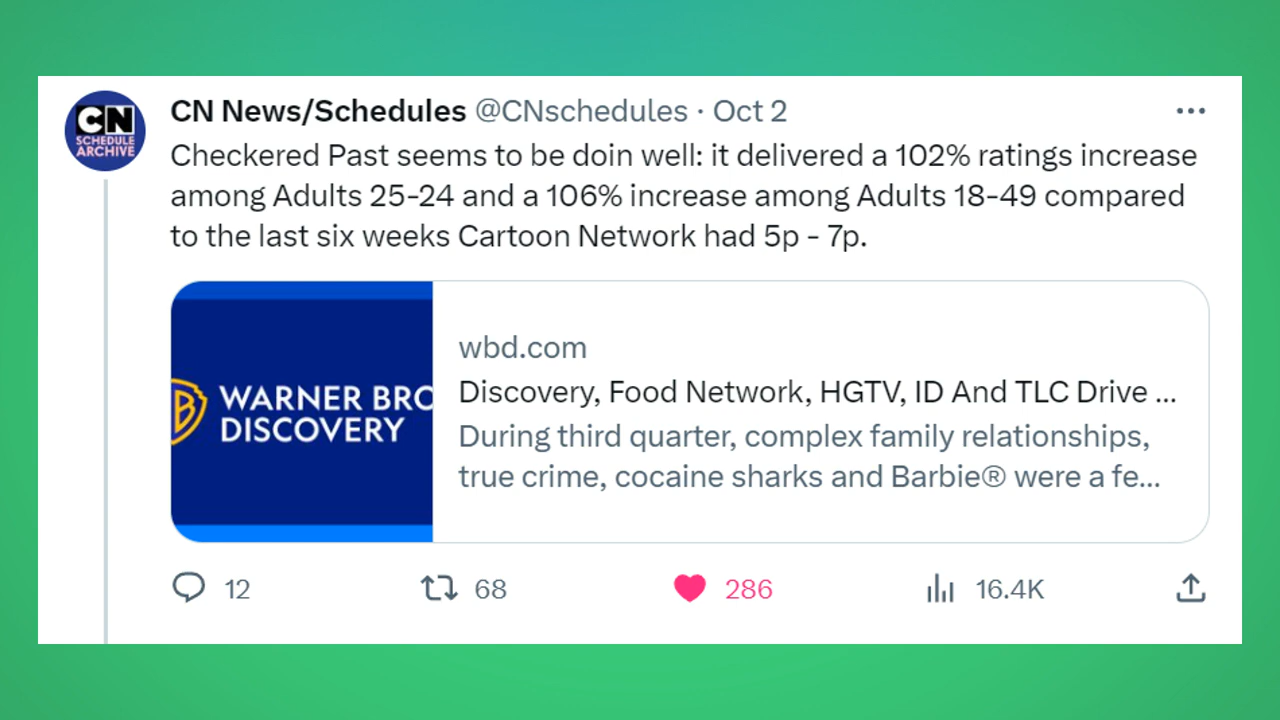 CN
SCHEDULE
ARCHIVE
CN News/Schedules @CNschedules · Oct 2
Checkered Past seems to be doin well: it delivered a 102% ratings increase
among Adults 25-24 and a 106% increase among Adults 18-49 compared
to the last six weeks Cartoon Network had 5p - 7p.
WARNER BRO
DISCOVERY
wbd.com
Discovery, Food Network, HGTV, ID And TLC Drive ...
During third quarter, complex family relationships,
true crime, cocaine sharks and Barbie® were a fe...
12 68 286 16.4K